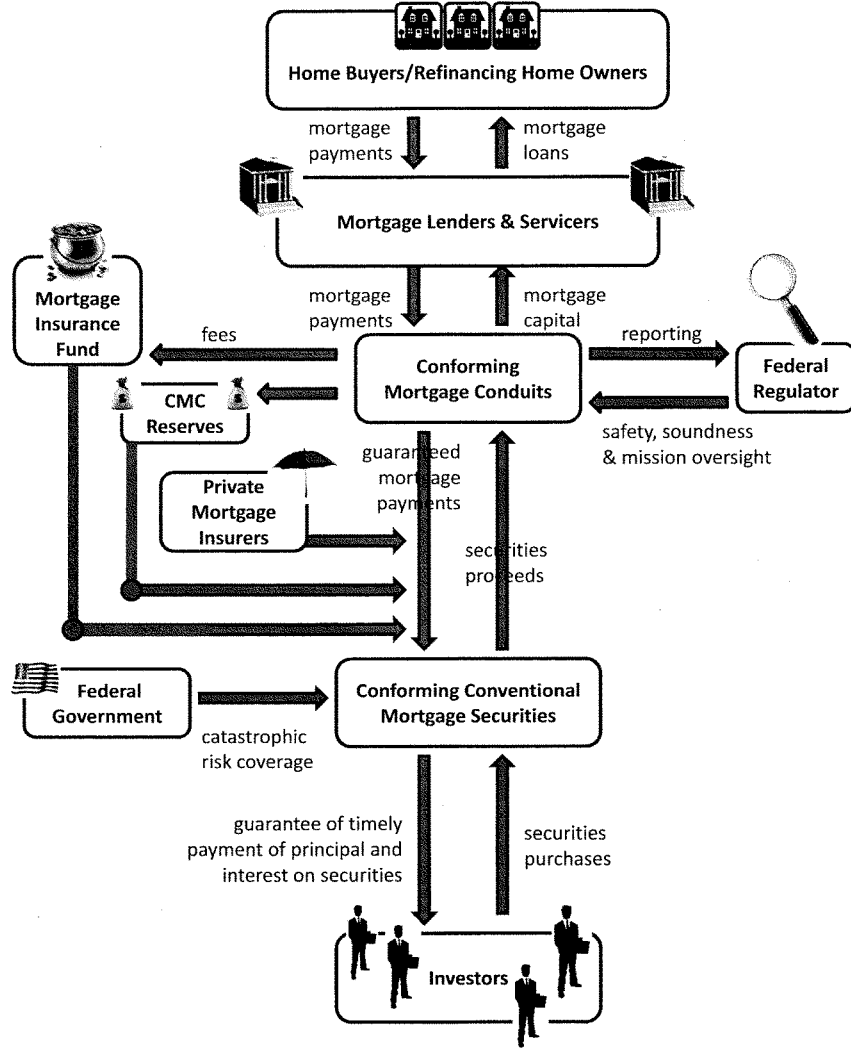 Home Buyers/Refinancing Home Owners
mortgage
payments
mortgage
loans
Mortgage Lenders & Servicers
mortgage
payments
mortgage
capital
Mortgage
Insurance
Fund
fees
Conforming
Mortgage Conduits
reporting
Federal
Regulator
safety, soundness
& mission oversight
CMC
Reserves
guaranteed
mortgage
payments
Private
Mortgage
Insurers
securities
proceeds
Federal
Government
catastrophic
risk coverage
Conforming Conventional
Mortgage Securities
guarantee of timely
payment of principal and
interest on securities
securities
purchases
Investors